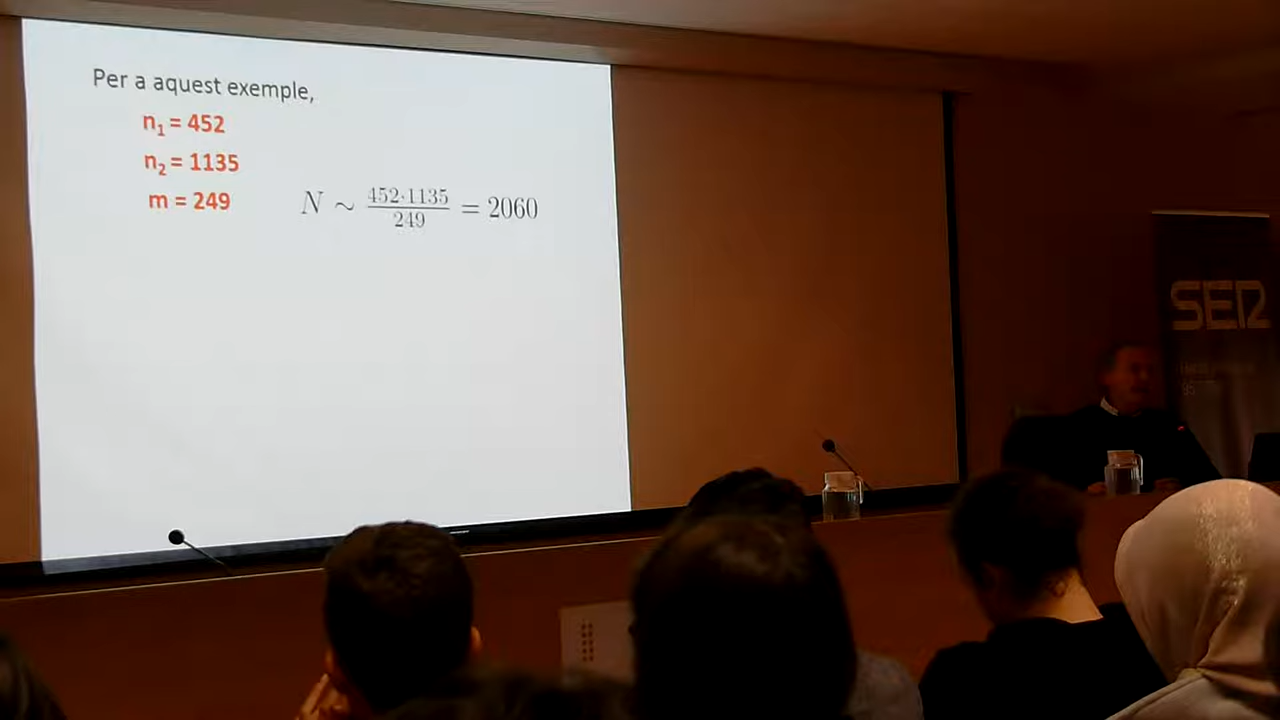 Per a aquest exemple,
n₁ = 452
n₂ = 1135
m = 249
N ∼ 452·1135 / 249 = 2060
SER